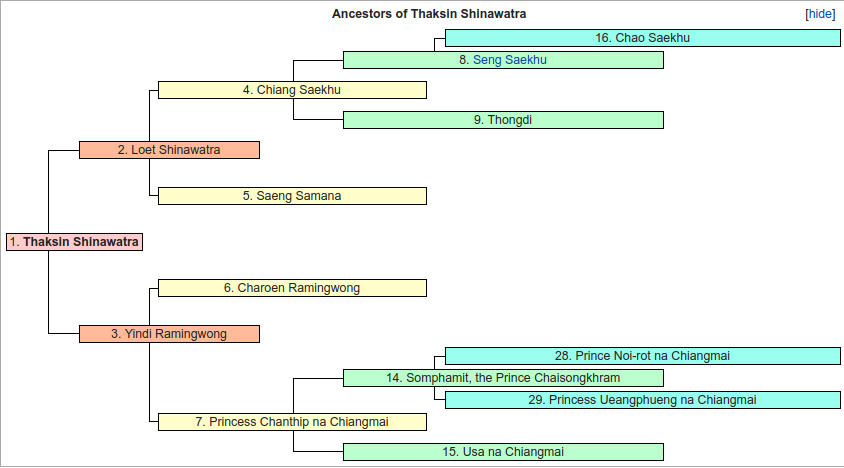 Ancestors of Thaksin Shinawatra
[hide]
16. Chao Saekhu
8. Seng Saekhu
4. Chiang Saekhu
9. Thongdi
2. Loet Shinawatra
5. Saeng Samana
1. Thaksin Shinawatra
6. Charoen Ramingwong
3. Yindi Ramingwong
28. Prince Noi-rot na Chiangmai
14. Somphamit, the Prince Chaisongkhram
29. Princess Ueangphueng na Chiangmai
7. Princess Chanthip na Chiangmai
15. Usa na Chiangmai